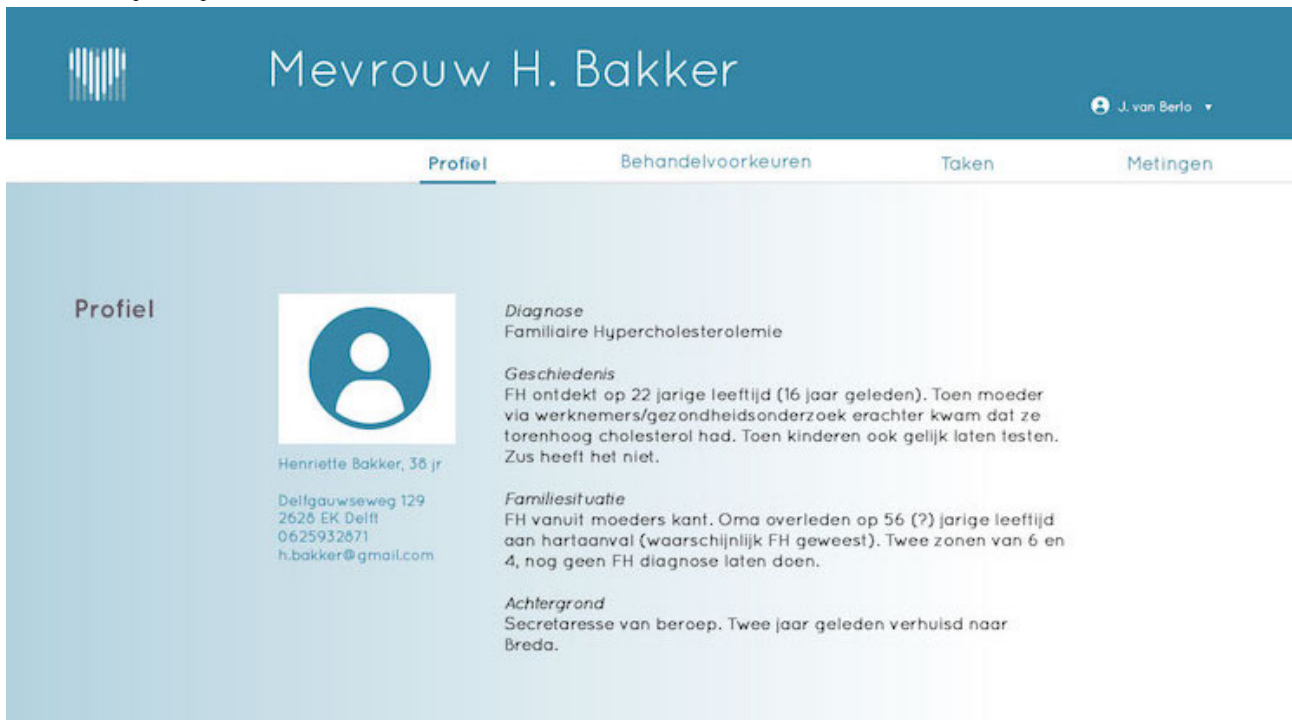 Mevrouw H. Bakker
J. van Berlo
Profiel
Behandelvoorkeuren
Taken
Metingen
Profiel
Henriette Bakker, 38 jr
Delfgauwseweg 129
2628 EK Delft
0625932871
h.bakker@gmail.com
Diagnose
Familiaire Hypercholesterolemie
Geschiedenis
FH ontdekt op 22 jarige leeftijd (16 jaar geleden). Toen moeder
via werknemers/gezondheidsonderzoek erachter kwam dat ze
torenhoog cholesterol had. Toen kinderen ook gelijk laten testen.
Zus heeft het niet.
Familiesituatie
FH vanuit moeders kant. Oma overleden op 56 (?) jarige leeftijd
aan hartaanval (waarschijnlijk FH geweest). Twee zonen van 6 en
4, nog geen FH diagnose laten doen.
Achtergrond
Secretaresse van beroep. Twee jaar geleden verhuisd naar
Breda.